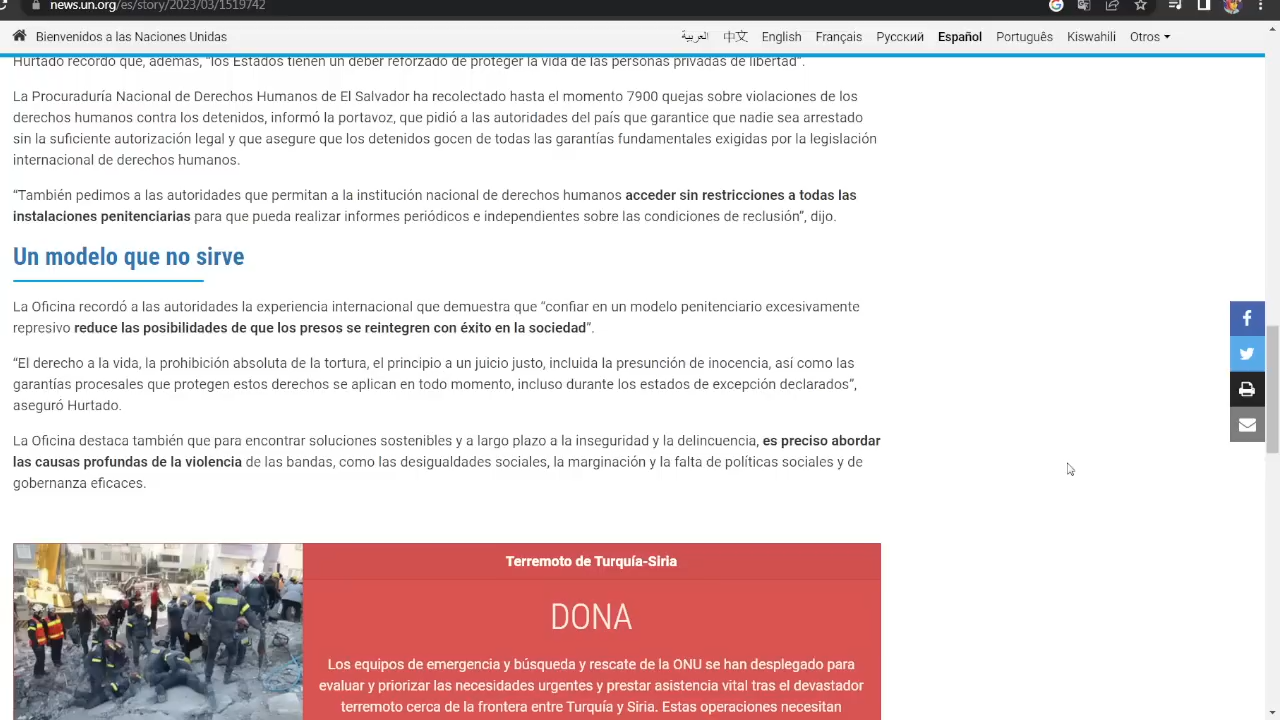 news.un.org/es/story/2023/03/1519742
Bienvenidos a las Naciones Unidas
العربية 中文 English Français Русский Español Português Kiswahili Otros
Hurtado recordó que, además, “los Estados tienen un deber reforzado de proteger la vida de las personas privadas de libertad”.
La Procuraduría Nacional de Derechos Humanos de El Salvador ha recolectado hasta el momento 7900 quejas sobre violaciones de los
derechos humanos contra los detenidos, informó la portavoz, que pidió a las autoridades del país que garantice que nadie sea arrestado
sin la suficiente autorización legal y que asegure que los detenidos gocen de todas las garantías fundamentales exigidas por la legislación
internacional de derechos humanos.
“También pedimos a las autoridades que permitan a la institución nacional de derechos humanos acceder sin restricciones a todas las
instalaciones penitenciarias para que pueda realizar informes periódicos e independientes sobre las condiciones de reclusión”, dijo.
Un modelo que no sirve
La Oficina recordó a las autoridades la experiencia internacional que demuestra que “confiar en un modelo penitenciario excesivamente
represivo reduce las posibilidades de que los presos se reintegren con éxito en la sociedad”.
“El derecho a la vida, la prohibición absoluta de la tortura, el principio a un juicio justo, incluida la presunción de inocencia, así como las
garantías procesales que protegen estos derechos se aplican en todo momento, incluso durante los estados de excepción declarados”,
aseguró Hurtado.
La Oficina destaca también que para encontrar soluciones sostenibles y a largo plazo a la inseguridad y la delincuencia, es preciso abordar
las causas profundas de la violencia de las bandas, como las desigualdades sociales, la marginación y la falta de políticas sociales y de
gobernanza eficaces.
Terremoto de Turquía-Siria
DONA
Los equipos de emergencia y búsqueda y rescate de la ONU se han desplegado para
evaluar y priorizar las necesidades urgentes y prestar asistencia vital tras el devastador
terremoto cerca de la frontera entre Turquía y Siria. Estas operaciones necesitan